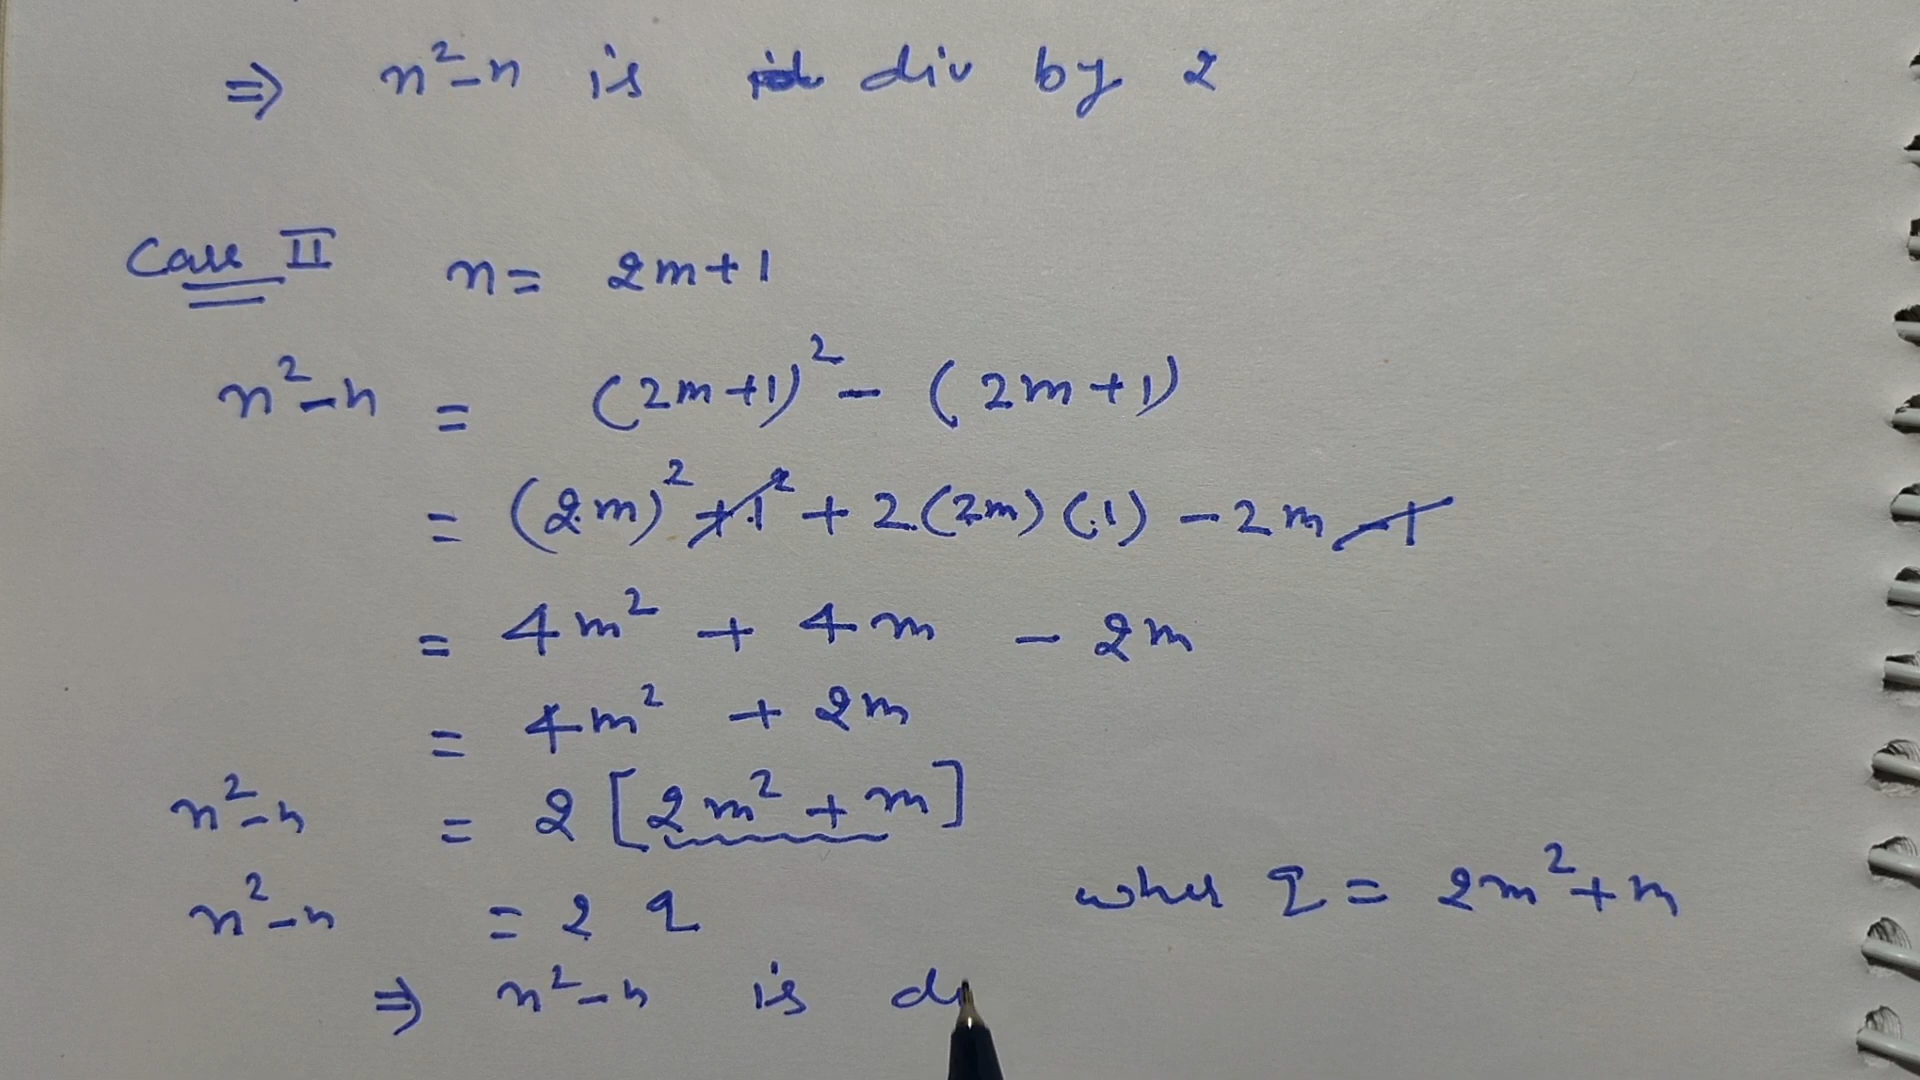 ⇒ n²-n is div by 2
Case II n = 2m+1
n²-n = (2m+1)² - (2m+1)
= (2m)² +1² + 2(2m)(1) - 2m - 1
= 4m² + 4m - 2m
= 4m² + 2m
n²-n = 2[2m²+m]
n²-n = 2q where q = 2m²+m
⇒ n²-n is di